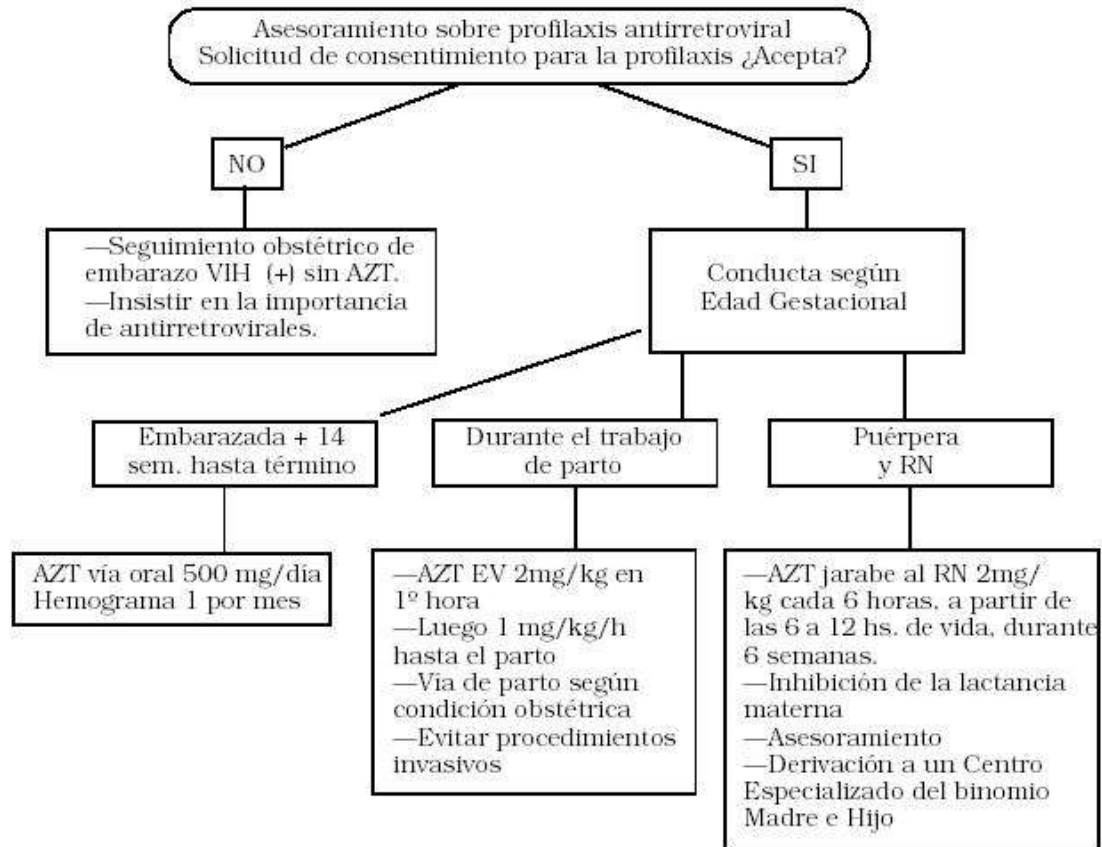 Asesoramiento sobre profilaxis antirretroviral
Solicitud de consentimiento para la profilaxis ¿Acepta?
NO
SI
—Seguimiento obstétrico de
embarazo VIH (+) sin AZT.
—Insistir en la importancia
de antirretrovirales.
Conducta según
Edad Gestacional
Embarazada + 14
sem. hasta término
Durante el trabajo
de parto
Puérpera
y RN
AZT vía oral 500 mg/día
Hemograma 1 por mes
—AZT EV 2mg/kg en
1º hora
—Luego 1 mg/kg/h
hasta el parto
—Vía de parto según
condición obstétrica
—Evitar procedimientos
invasivos
—AZT jarabe al RN 2mg/
kg cada 6 horas, a partir de
las 6 a 12 hs. de vida, durante
6 semanas.
—Inhibición de la lactancia
materna
—Asesoramiento
—Derivación a un Centro
Especializado del binomio
Madre e Hijo